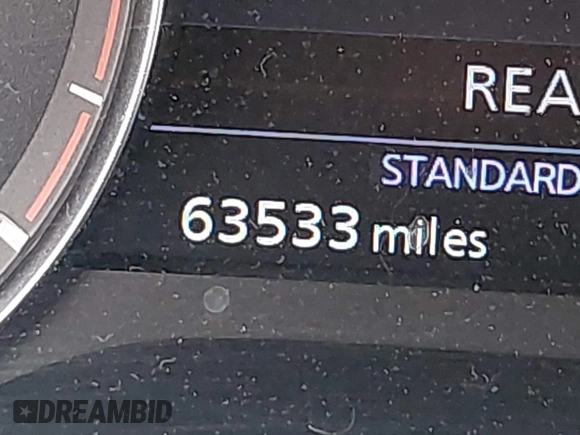 REA
STANDARD
63533 miles
DREAMBID